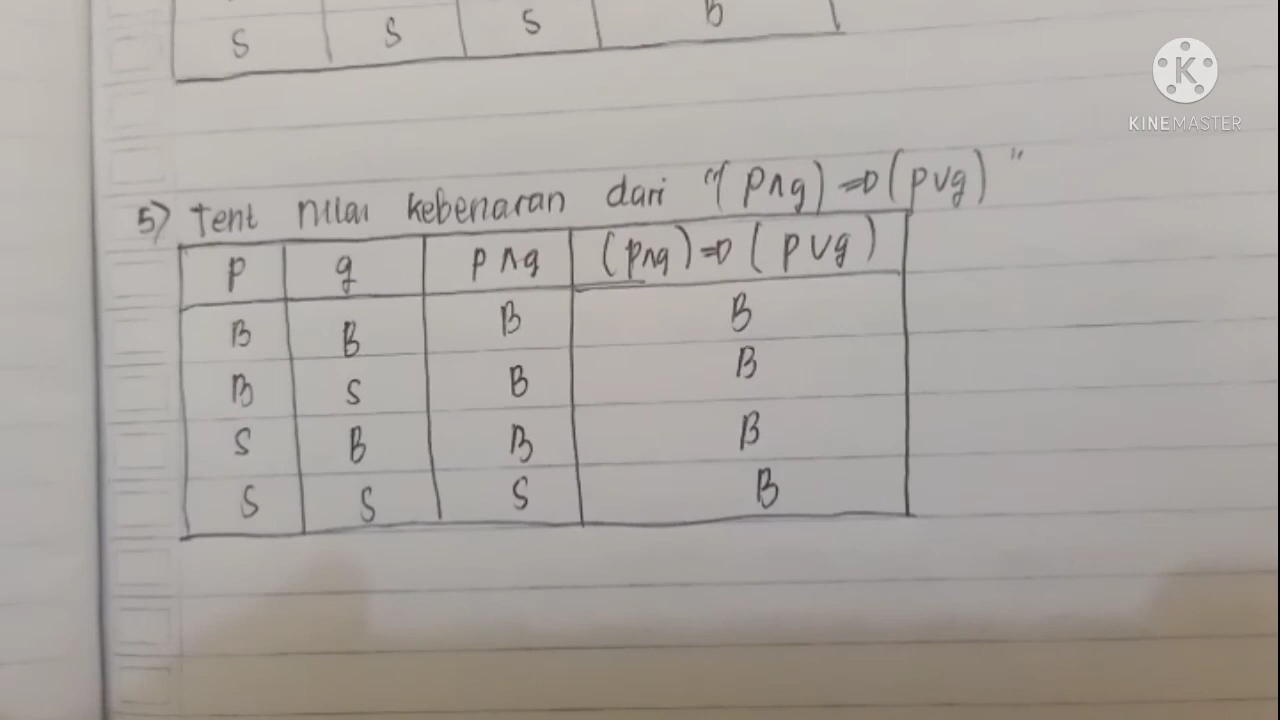 S S S B
KINEMASTER
5) Tent nilai kebenaran dari "( p∧q) ⇒ (p∨q) "
p q p ∧q (p∧q) ⇒ ( p∨q )
B B B B
B S B B
S B B B
S S S B